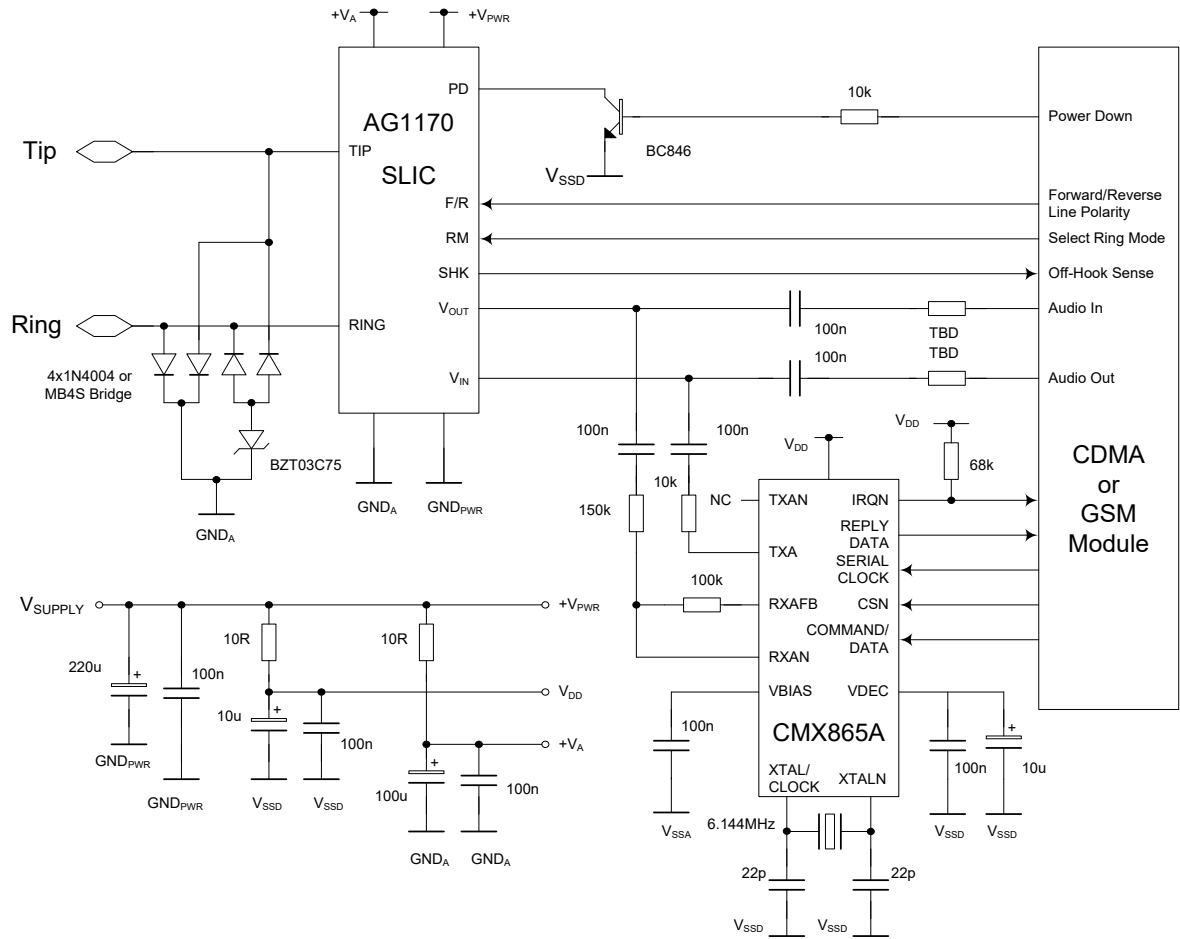 +VA
+VPWR
PD
AG1170
SLIC
TIP
F/R
RM
SHK
VOUT
RING
VIN
Tip
Ring
4x1N4004 or
MB4S Bridge
BZT03C75
GNDA
GNDA
GNDPWR
BC846
VSSD
10k
Power Down
Forward/Reverse
Line Polarity
Select Ring Mode
Off-Hook Sense
Audio In
Audio Out
100n
TBD
TBD
100n
CDMA
or
GSM
Module
100n
100n
VDD
VDD
68k
150k
10k
NC
100k
TXAN
TXA
RXAFB
RXAN
VBIAS
IRQN
REPLY
DATA
SERIAL
CLOCK
CSN
COMMAND/
DATA
VDEC
CMX865A
XTAL/
CLOCK
XTALN
100n
VSSA
6.144MHz
22p
22p
VSSD
VSSD
100n
10u
VSSD
VSSD
VSUPPLY
+VPWR
220u
100n
10R
10R
VDD
10u
100n
+VA
100u
100n
GNDPWR
GNDPWR
VSSD
VSSD
GNDA
GNDA